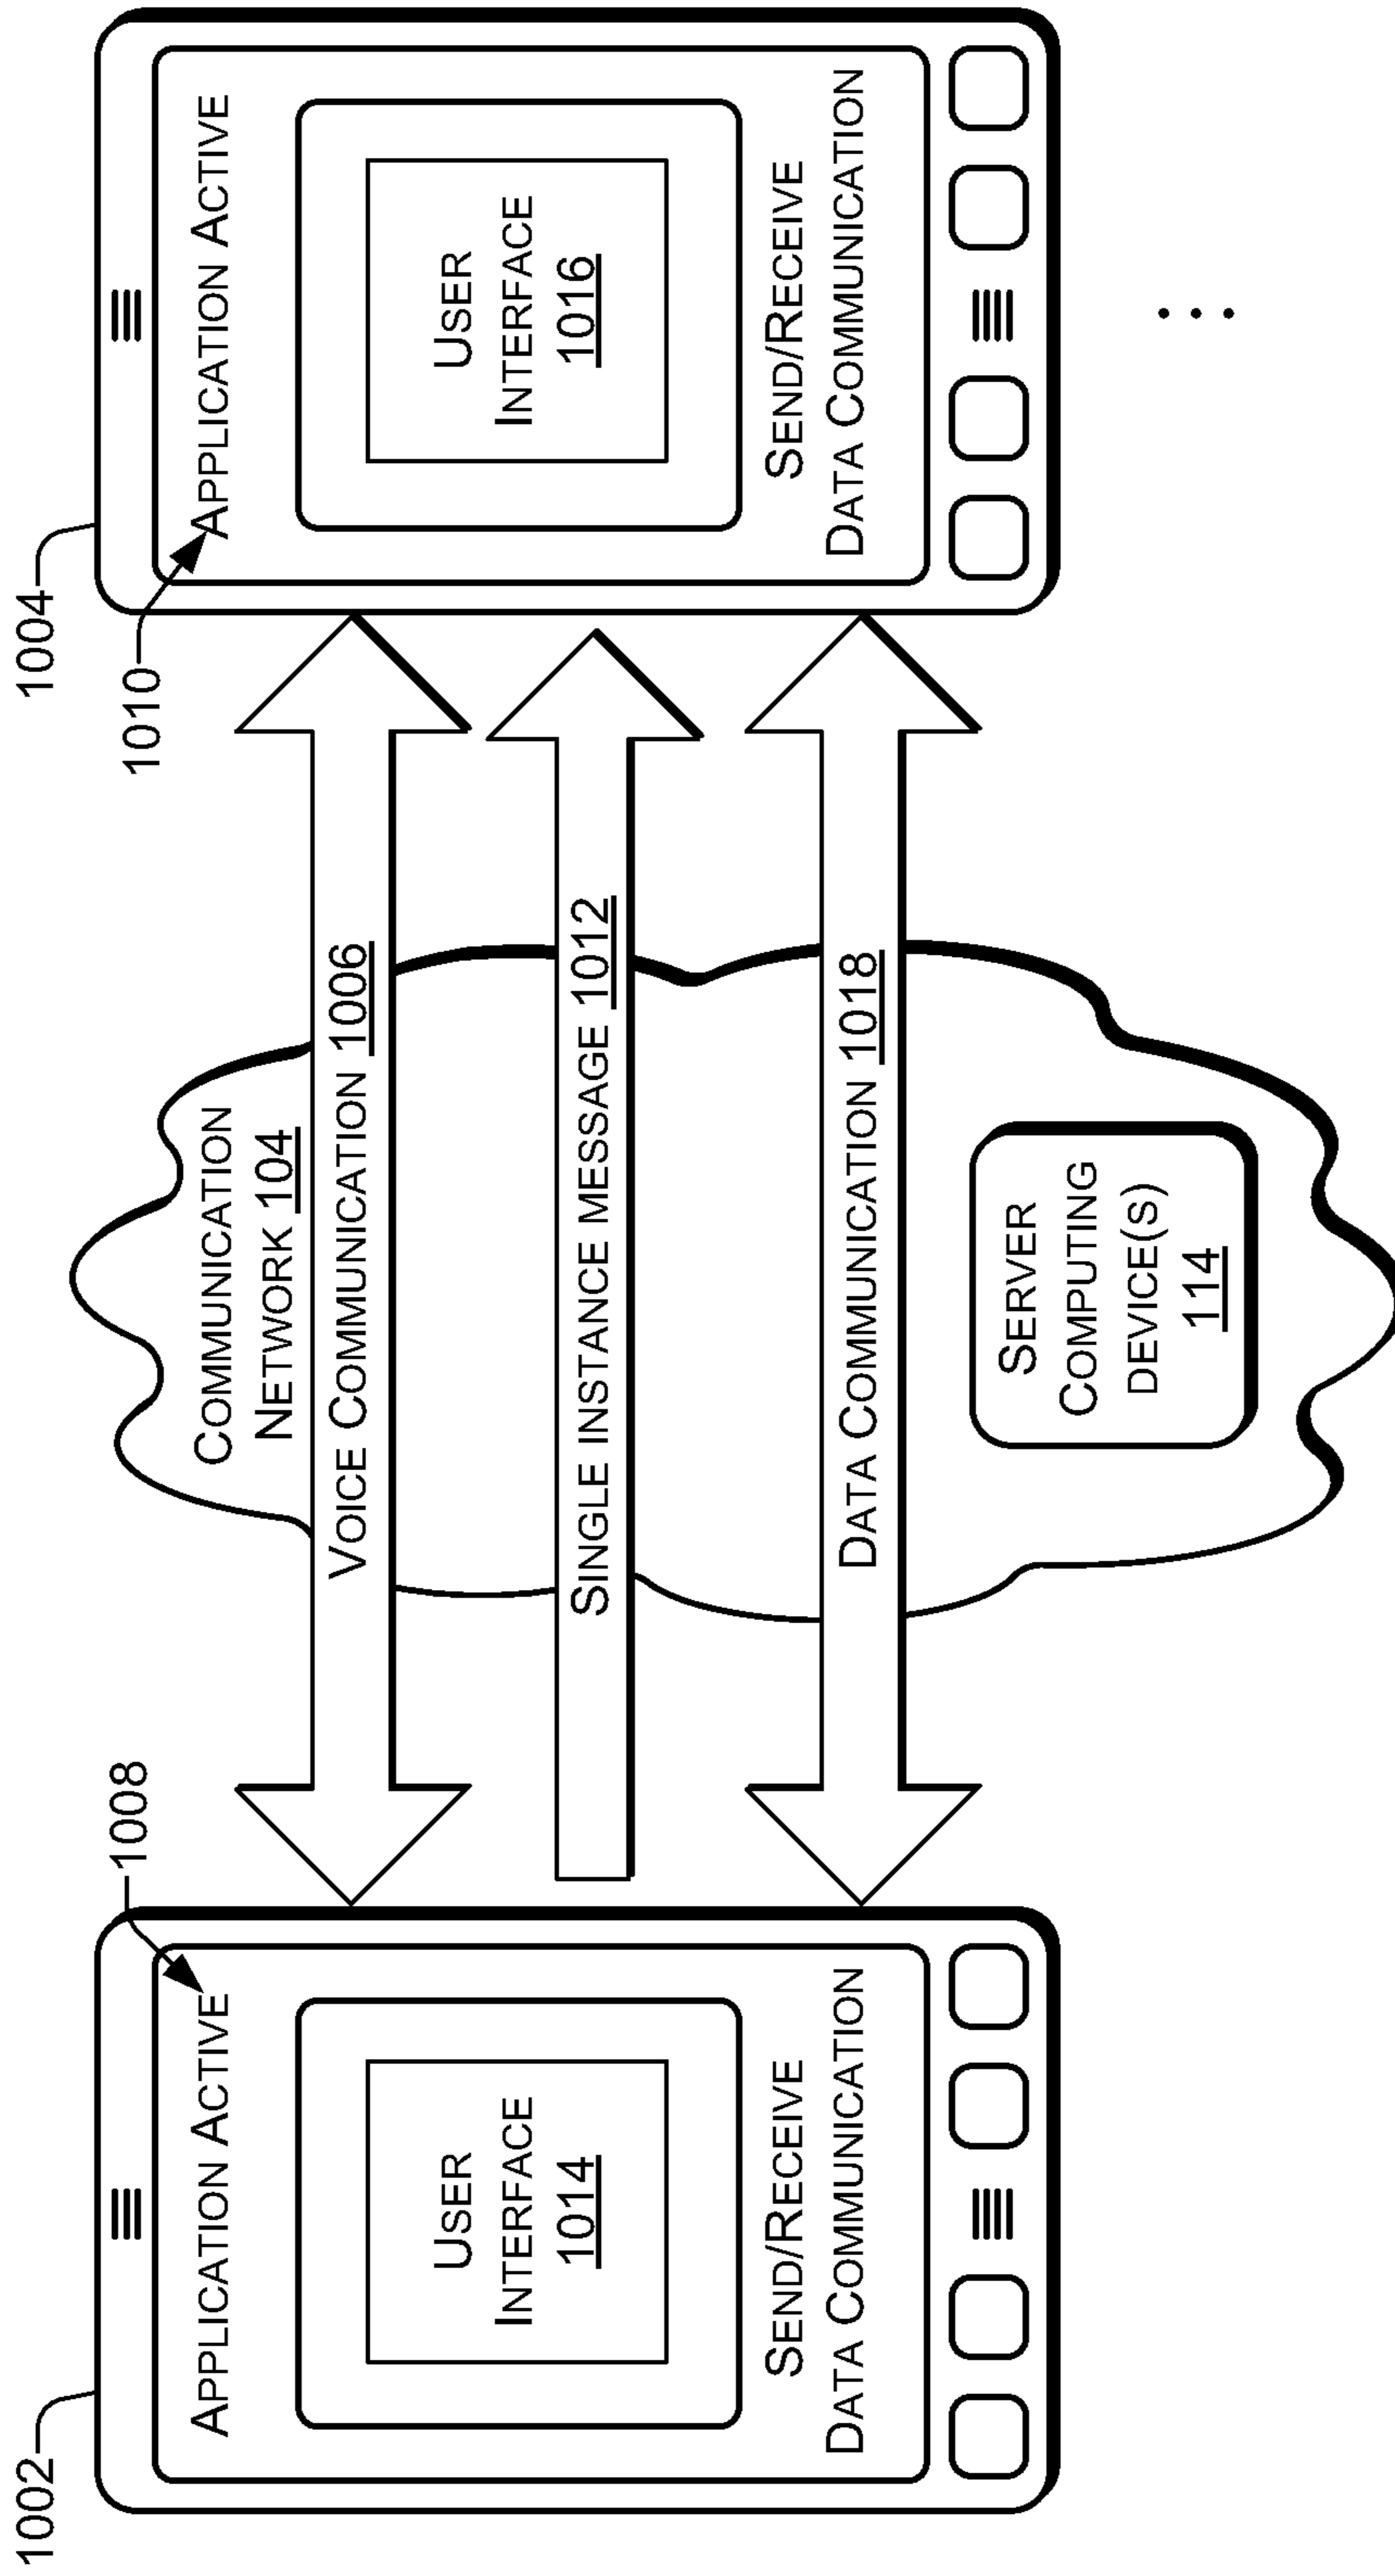 1002
1008
APPLICATION ACTIVE
USER
INTERFACE
1014
SEND/RECEIVE
DATA COMMUNICATION
COMMUNICATION
NETWORK 104
VOICE COMMUNICATION 1006
SINGLE INSTANCE MESSAGE 1012
DATA COMMUNICATION 1018
SERVER
COMPUTING
DEVICE(S)
114
1004
1010
APPLICATION ACTIVE
USER
INTERFACE
1016
SEND/RECEIVE
DATA COMMUNICATION
...